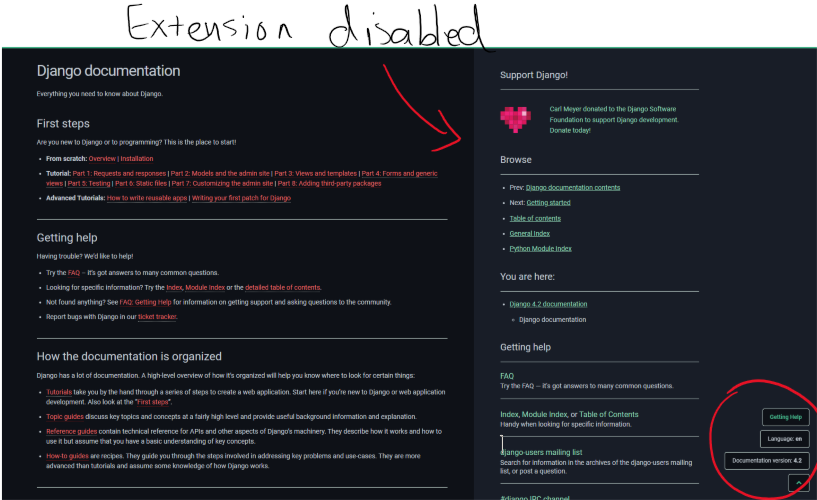 Extension disabled
Django documentation
Everything you need to know about Django.
First steps
Are you new to Django or to programming? This is the place to start!
From scratch: Overview | Installation
Tutorial: Part 1: Requests and responses | Part 2: Models and the admin site | Part 3: Views and templates | Part 4: Forms and generic
views | Part 5: Testing | Part 6: Static files | Part 7: Customizing the admin site | Part 8: Adding third-party packages
Advanced Tutorials: How to write reusable apps | Writing your first patch for Django
Getting help
Having trouble? We'd like to help!
Try the FAQ – it's got answers to many common questions.
Looking for specific information? Try the Index, Module Index or the detailed table of contents.
Not found anything? See FAQ: Getting Help for information on getting support and asking questions to the community.
Report bugs with Django in our ticket tracker.
How the documentation is organized
Django has a lot of documentation. A high-level overview of how it's organized will help you know where to look for certain things:
Tutorials take you by the hand through a series of steps to create a web application. Start here if you're new to Django or web application
development. Also look at the "First steps".
Topic guides discuss key topics and concepts at a fairly high level and provide useful background information and explanation.
Reference guides contain technical reference for APIs and other aspects of Django's machinery. They describe how it works and how to
use it but assume that you have a basic understanding of key concepts.
How-to guides are recipes. They guide you through the steps involved in addressing key problems and use-cases. They are more
advanced than tutorials and assume some knowledge of how Django works.
Support Django!
Carl Meyer donated to the Django Software
Foundation to support Django development.
Donate today!
Browse
Prev: Django documentation contents
Next: Getting started
Table of contents
General Index
Python Module Index
You are here:
Django 4.2 documentation
Django documentation
Getting help
FAQ
Try the FAQ — it's got answers to many common questions.
Index, Module Index, or Table of Contents
Handy when looking for specific information.
django-users mailing list
Search for information in the archives of the django-users mailing
list, or post a question.
#django IRC channel
Getting Help
Language: en
Documentation version: 4.2